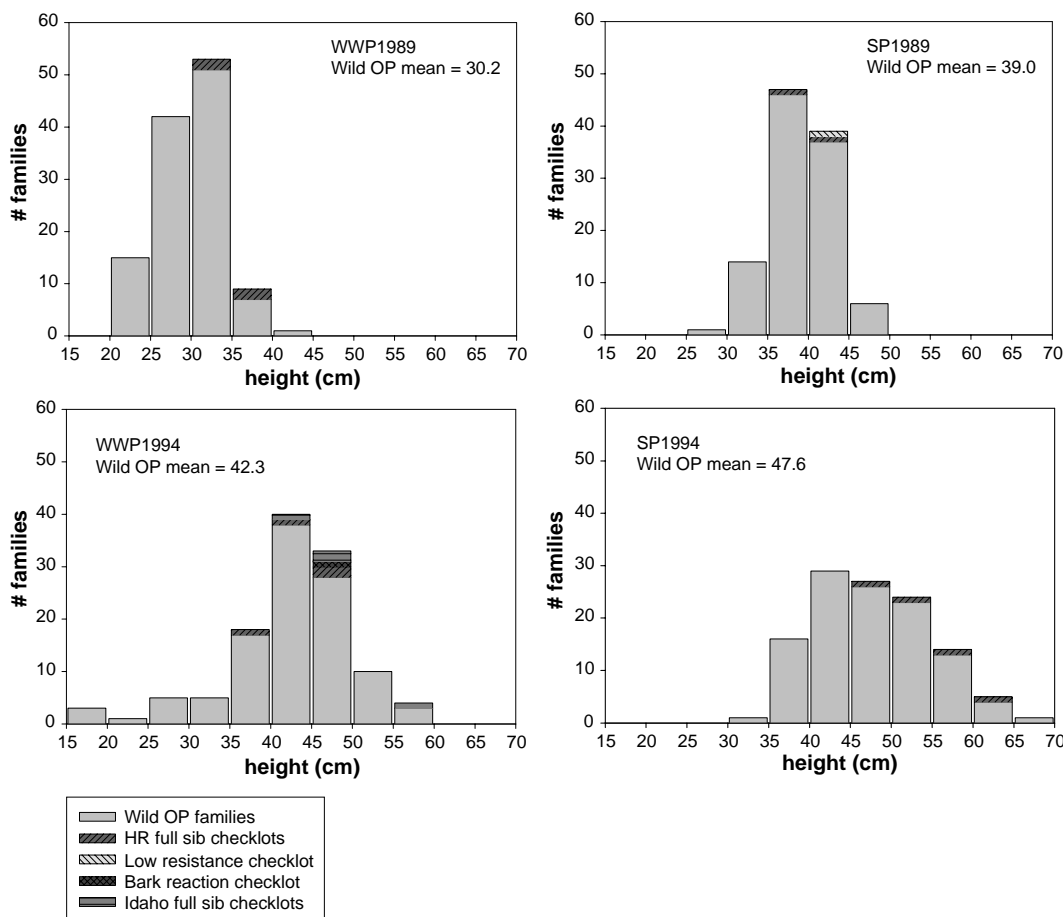 WWP1989
Wild OP mean = 30.2
# families
60
50
40
30
20
10
0
15 20 25 30 35 40 45 50 55 60 65 70
height (cm)
SP1989
Wild OP mean = 39.0
# families
60
50
40
30
20
10
0
15 20 25 30 35 40 45 50 55 60 65 70
height (cm)
WWP1994
Wild OP mean = 42.3
# families
60
50
40
30
20
10
0
15 20 25 30 35 40 45 50 55 60 65 70
height (cm)
SP1994
Wild OP mean = 47.6
# families
60
50
40
30
20
10
0
15 20 25 30 35 40 45 50 55 60 65 70
height (cm)
Wild OP families
HR full sib checklots
Low resistance checklot
Bark reaction checklot
Idaho full sib checklots